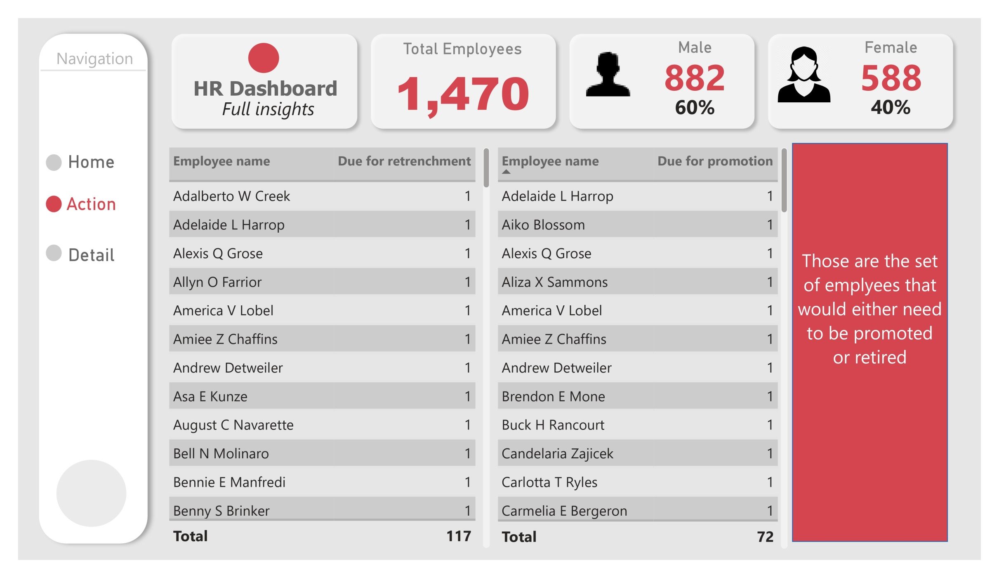 Navigation
Home
Action
Detail
HR Dashboard
Full insights
Total Employees
1,470
Male
882
60%
Female
588
40%
Employee name Due for retrenchment
Adalberto W Creek 1
Adelaide L Harrop 1
Alexis Q Grose 1
Allyn O Farrior 1
America V Lobel 1
Amiee Z Chaffins 1
Andrew Detweiler 1
Asa E Kunze 1
August C Navarette 1
Bell N Molinaro 1
Bennie E Manfredi 1
Benny S Brinker 1
Total 117
Employee name Due for promotion
Adelaide L Harrop 1
Aiko Blossom 1
Alexis Q Grose 1
Aliza X Sammons 1
America V Lobel 1
Amiee Z Chaffins 1
Andrew Detweiler 1
Brendon E Mone 1
Buck H Rancourt 1
Candelaria Zajicek 1
Carlotta T Ryles 1
Carmelia E Bergeron 1
Total 72
Those are the set
of emplyees that
would either need
to be promoted
or retired